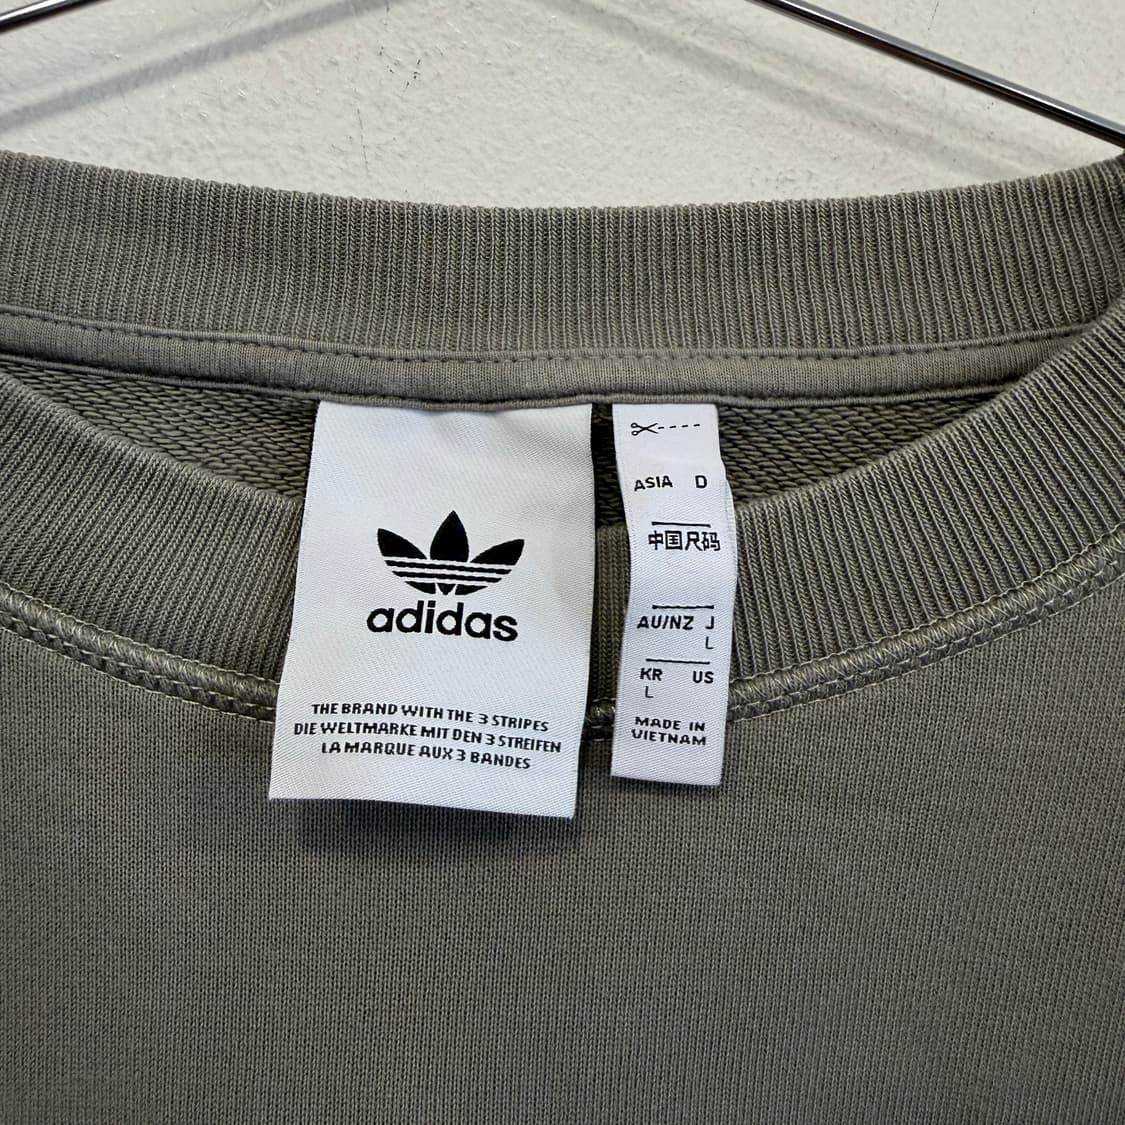 adidas
THE BRAND WITH THE 3 STRIPES
DIE WELTMARKE MIT DEN 3 STREIFEN
LA MARQUE AUX 3 BANDES
ASIA D
中国尺码
AU/NZ J
L
KR US
L
MADE IN
VIETNAM